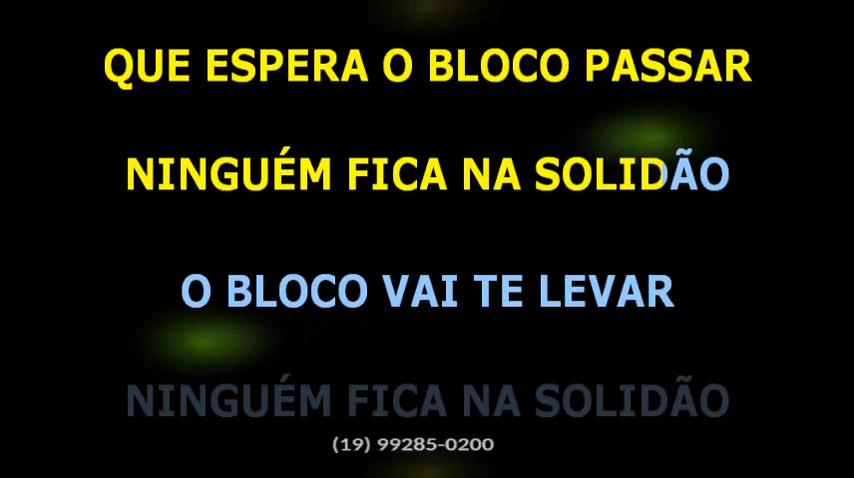 QUE ESPERA O BLOCO PASSAR
NINGUÉM FICA NA SOLIDÃO
O BLOCO VAI TE LEVAR
NINGUÉM FICA NA SOLIDÃO
(19) 99285-0200